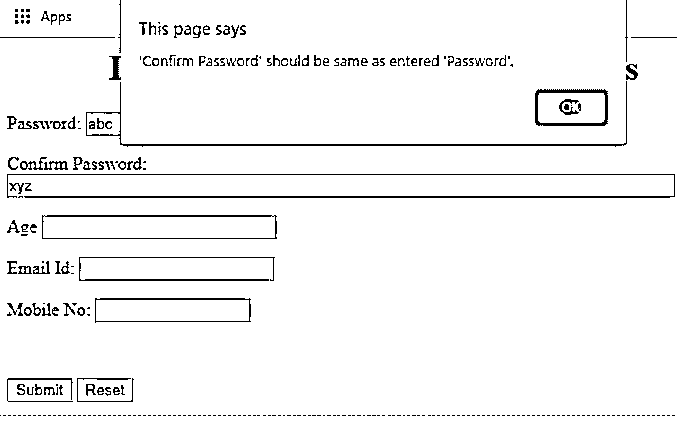 Apps
This page says
'Confirm Password' should be same as entered 'Password'.
OK
s
Password: abc
Confirm Password:
xyz
Age
Email Id:
Mobile No:
Submit Reset